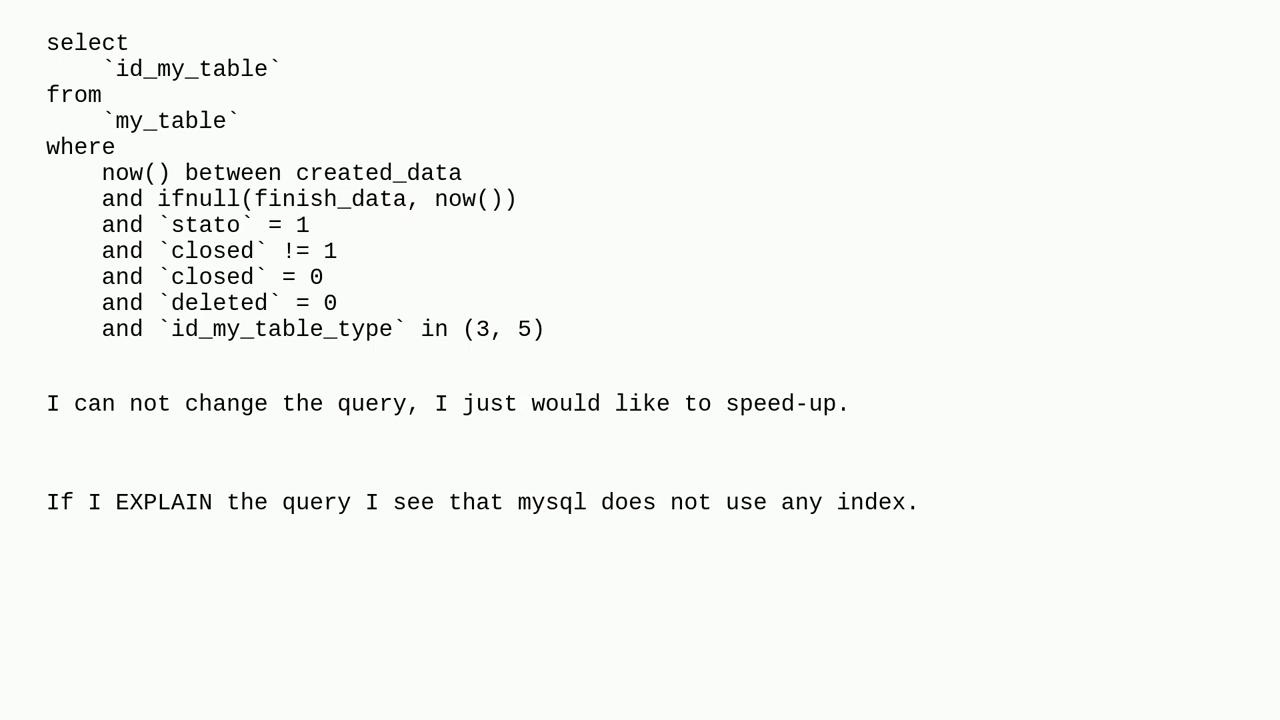 select
    `id_my_table`
from
    `my_table`
where
    now() between created_data
    and ifnull(finish_data, now())
    and `stato` = 1
    and `closed` != 1
    and `closed` = 0
    and `deleted` = 0
    and `id_my_table_type` in (3, 5)
I can not change the query, I just would like to speed-up.
If I EXPLAIN the query I see that mysql does not use any index.